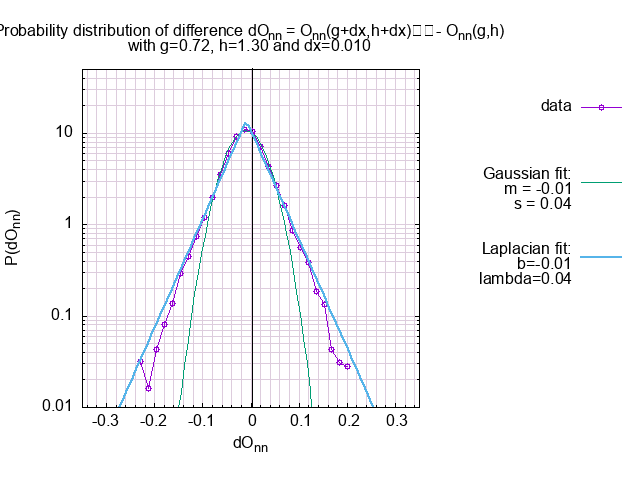 Probability distribution of difference dOnn = Onn(g+dx,h+dx) - Onn(g,h)
with g=0.72, h=1.30 and dx=0.010
data
Gaussian fit:
m = -0.01
s = 0.04
Laplacian fit:
b=-0.01
lambda=0.04
P(dOnn)
10
1
0.1
0.01
-0.3 -0.2 -0.1 0 0.1 0.2 0.3
dOnn